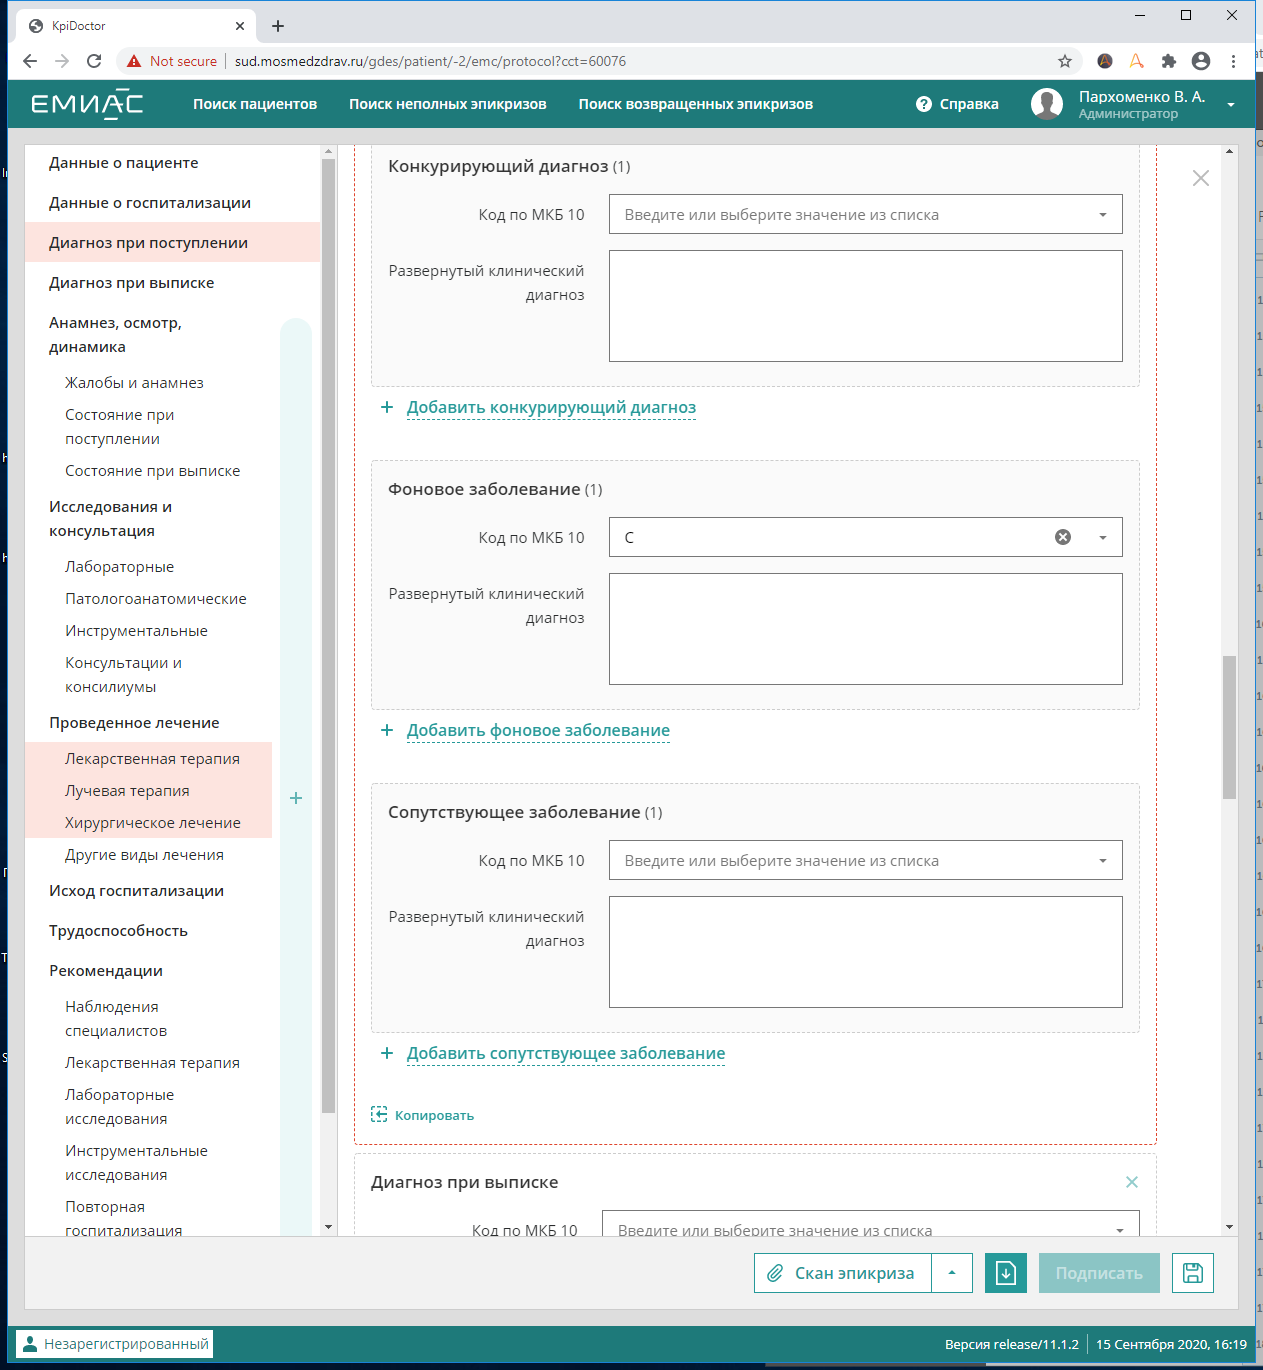 KpiDoctor
Not secure
sud.mosmedzdrav.ru/gdes/patient/-2/emc/protocol?cct=60076
ЕМИАС
Поиск пациентов
Поиск неполных эпикризов
Поиск возвращенных эпикризов
Справка
Пархоменко В. А.
Администратор
Данные о пациенте
Данные о госпитализации
Диагноз при поступлении
Диагноз при выписке
Анамнез, осмотр,
динамика
Жалобы и анамнез
Состояние при
поступлении
Состояние при выписке
Исследования и
консультация
Лабораторные
Патологоанатомические
Инструментальные
Консультации и
консилиумы
Проведенное лечение
Лекарственная терапия
Лучевая терапия
Хирургическое лечение
Другие виды лечения
Исход госпитализации
Трудоспособность
Рекомендации
Наблюдения
специалистов
Лекарственная терапия
Лабораторные
исследования
Инструментальные
исследования
Повторная
госпитализация
Конкурирующий диагноз (1)
Код по МКБ 10
Введите или выберите значение из списка
Развернутый клинический
диагноз
+ Добавить конкурирующий диагноз
Фоновое заболевание (1)
Код по МКБ 10
С
Развернутый клинический
диагноз
+ Добавить фоновое заболевание
Сопутствующее заболевание (1)
Код по МКБ 10
Введите или выберите значение из списка
Развернутый клинический
диагноз
+ Добавить сопутствующее заболевание
Копировать
Диагноз при выписке
Код по МКБ 10
Введите или выберите значение из списка
Скан эпикриза
Подписать
Незарегистрированный
Версия release/11.1.2
15 Сентября 2020, 16:19